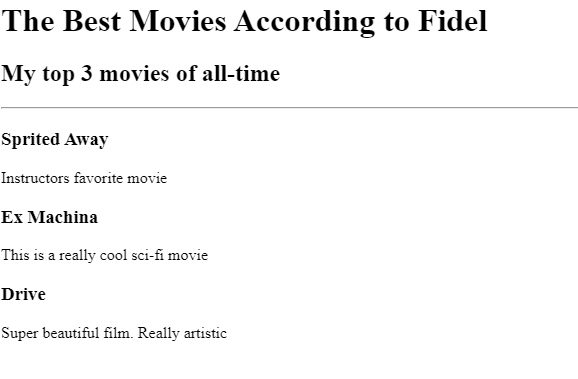 The Best Movies According to Fidel
My top 3 movies of all-time
Sprited Away
Instructors favorite movie
Ex Machina
This is a really cool sci-fi movie
Drive
Super beautiful film. Really artistic